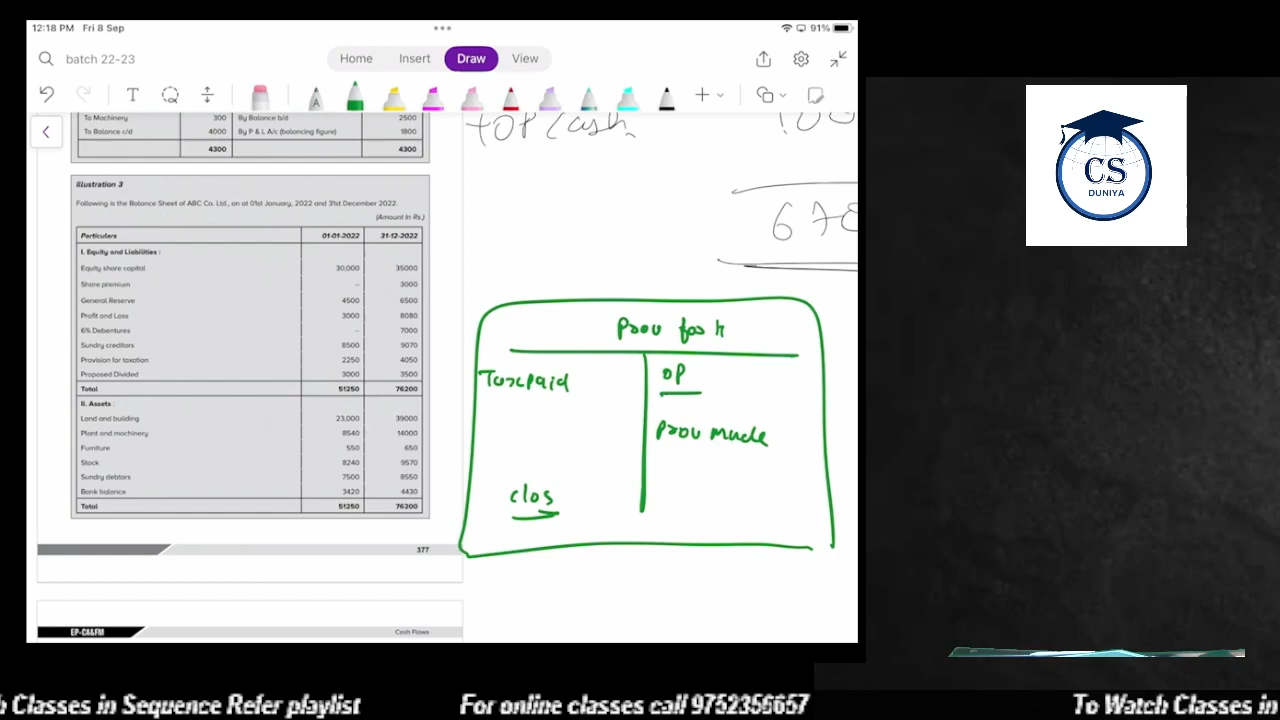 12:18 PM Fri 8 Sep
91%
batch 22-23
Home Insert Draw View
To Machinery 300 By Balance b/d 2500
To Balance c/d 4000 By P & L A/c (balancing figure) 1800
4300 4300
Illustration 3
Following is the Balance Sheet of ABC Co. Ltd., on at 01st January, 2022 and 31st December 2022.
(Amount in Rs.)
Particulars 01-01-2022 31-12-2022
I. Equity and Liabilities :
Equity share capital 30,000 35000
Share premium – 3000
General Reserve 4500 6500
Profit and Loss 3000 8080
6% Debentures – 7000
Sundry creditors 8500 9070
Provision for taxation 2250 4050
Proposed Divided 3000 3500
Total 51250 76200
II. Assets :
Land and building 23,000 39000
Plant and machinery 8540 14000
Furniture 550 650
Stock 8240 9570
Sundry debtors 7500 8550
Bank balance 3420 4430
Total 51250 76200
377
EP-CA&FM Cash Flows
+ OP Cash
678
Prov for
Tax paid
OP
Prov made
clos
CS
DUNIYA
h Classes in Sequence Refer playlist For online classes call 9752356657 To Watch Classes in